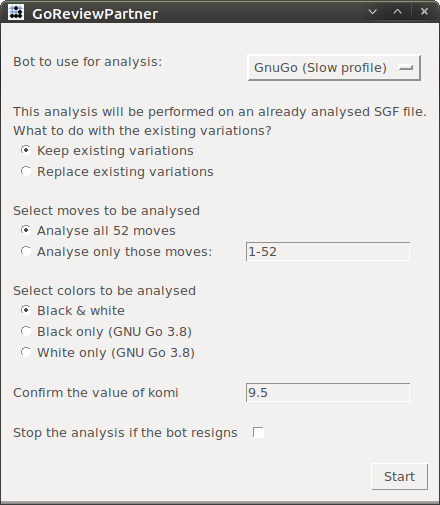 GoReviewPartner
Bot to use for analysis: GnuGo (Slow profile)
This analysis will be performed on an already analysed SGF file.
What to do with the existing variations?
Keep existing variations
Replace existing variations
Select moves to be analysed
Analyse all 52 moves
Analyse only those moves: 1-52
Select colors to be analysed
Black & white
Black only (GNU Go 3.8)
White only (GNU Go 3.8)
Confirm the value of komi 9.5
Stop the analysis if the bot resigns
Start